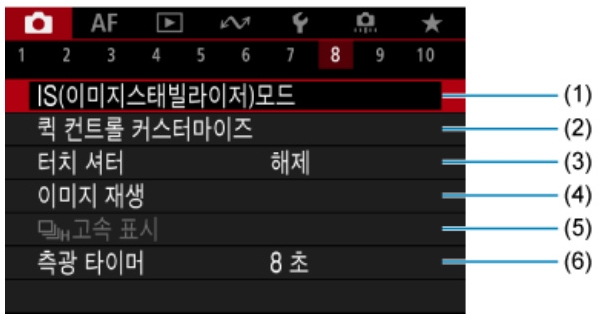 AF
1 2 3 4 5 6 7 8 9 10
IS(이미지스태빌라이저)모드 (1)
퀵 컨트롤 커스터마이즈 (2)
터치 셔터 해제 (3)
이미지 재생 (4)
H고속 표시 (5)
측광 타이머 8 초 (6)